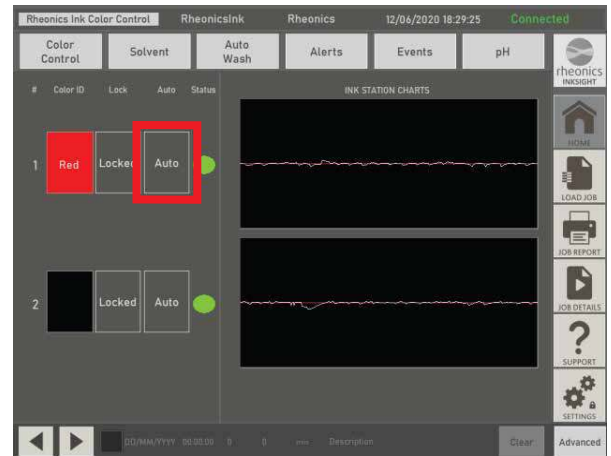 Rheonics Ink Color Control RheonicsInk Rheonics 12/06/2020 18:29:25 Connected
Color Control Solvent Auto Wash Alerts Events pH
rheonics
INKSIGHT
# Color ID Lock Auto Status INK STATION CHARTS
HOME
1 Red Locked Auto
LOAD JOB
JOB REPORT
2 Locked Auto
JOB DETAILS
?
SUPPORT
SETTINGS
DD/MM/YYYY 00:00:00 0 0 Description Clear Advanced